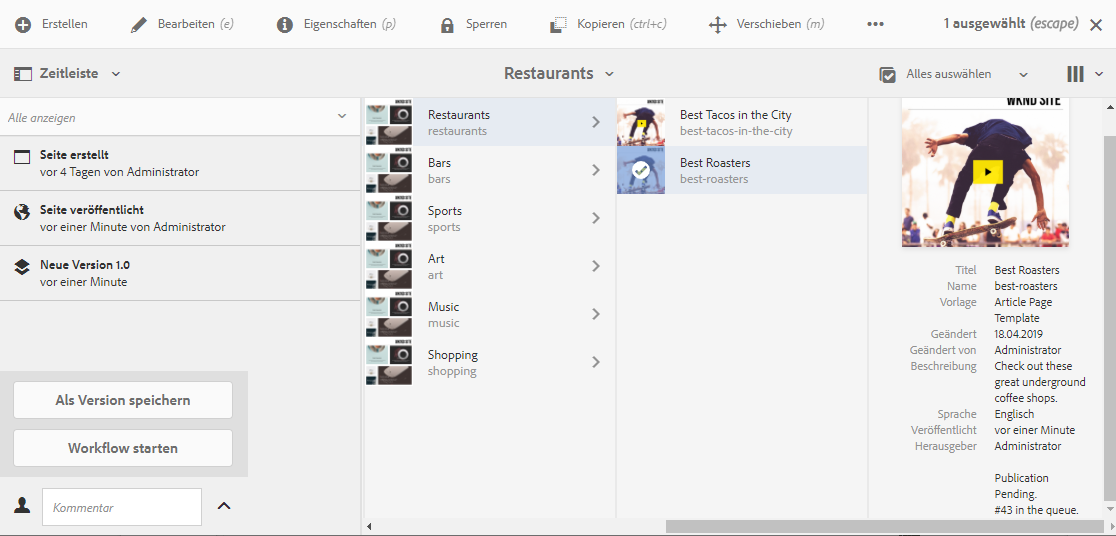 Erstellen
Bearbeiten (e)
Eigenschaften (p)
Sperren
Kopieren (ctrl+c)
Verschieben (m)
1 ausgewählt (escape)
Zeitleiste
Restaurants
Alles auswählen
Alle anzeigen
Seite erstellt
vor 4 Tagen von Administrator
Seite veröffentlicht
vor einer Minute von Administrator
Neue Version 1.0
vor einer Minute
Als Version speichern
Workflow starten
Kommentar
Restaurants
restaurants
Bars
bars
Sports
sports
Art
art
Music
music
Shopping
shopping
Best Tacos in the City
best-tacos-in-the-city
Best Roasters
best-roasters
WKND SITE
Titel Best Roasters
Name best-roasters
Vorlage Article Page
Template
Geändert 18.04.2019
Geändert von Administrator
Beschreibung Check out these
great underground
coffee shops.
Sprache Englisch
Veröffentlicht vor einer Minute
Herausgeber Administrator
Publication
Pending.
#43 in the queue.